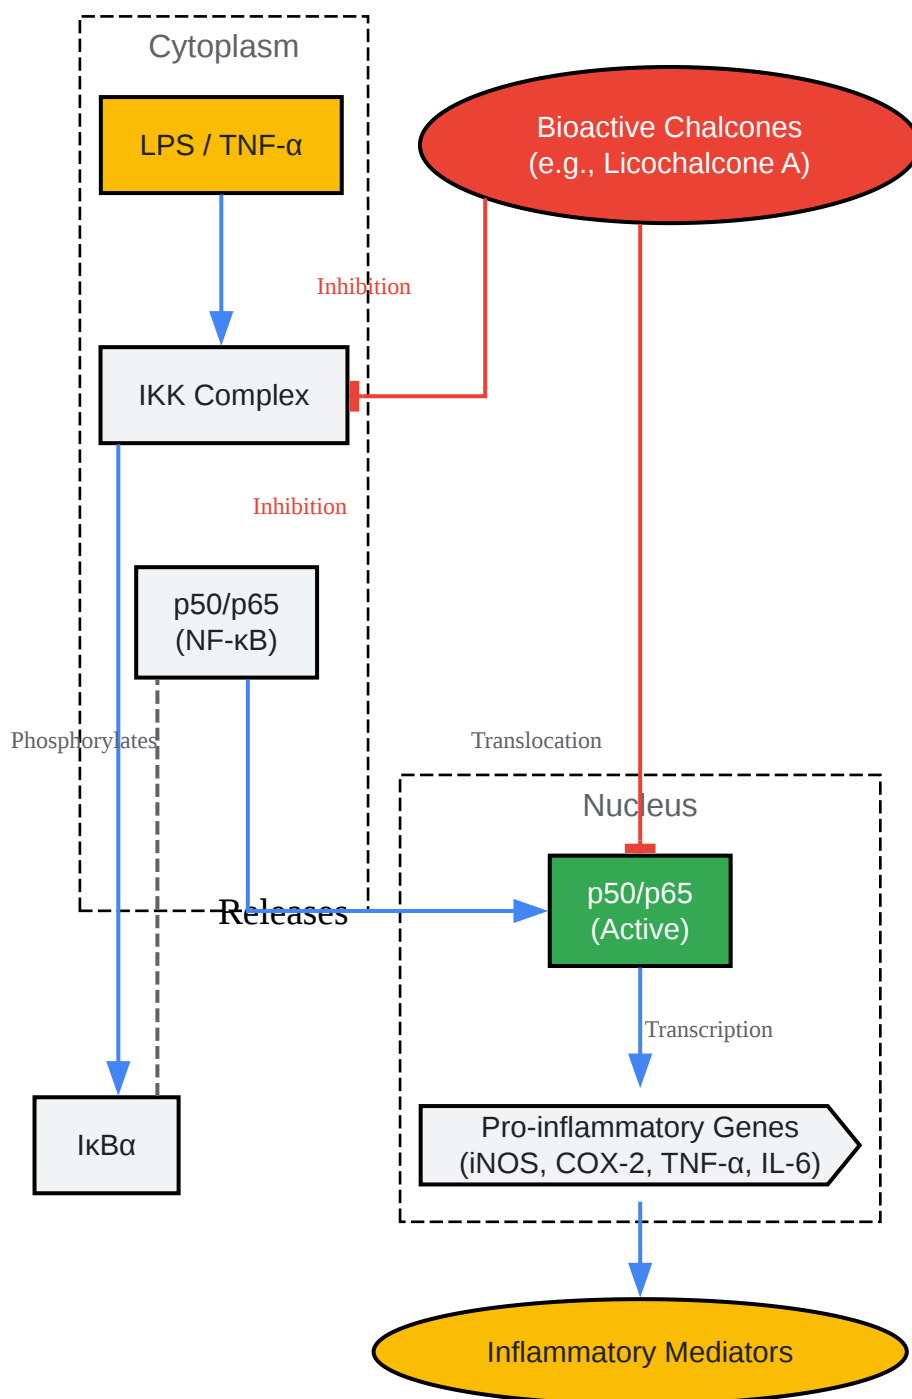 Cytoplasm
LPS / TNF-α
Bioactive Chalcones
(e.g., Licochalcone A)
Inhibition
IKK Complex
Inhibition
p50/p65
(NF-κB)
Phosphorylates
Translocation
Nucleus
p50/p65
(Active)
Releases
Transcription
IκBα
Pro-inflammatory Genes
(iNOS, COX-2, TNF-α, IL-6)
Inflammatory Mediators